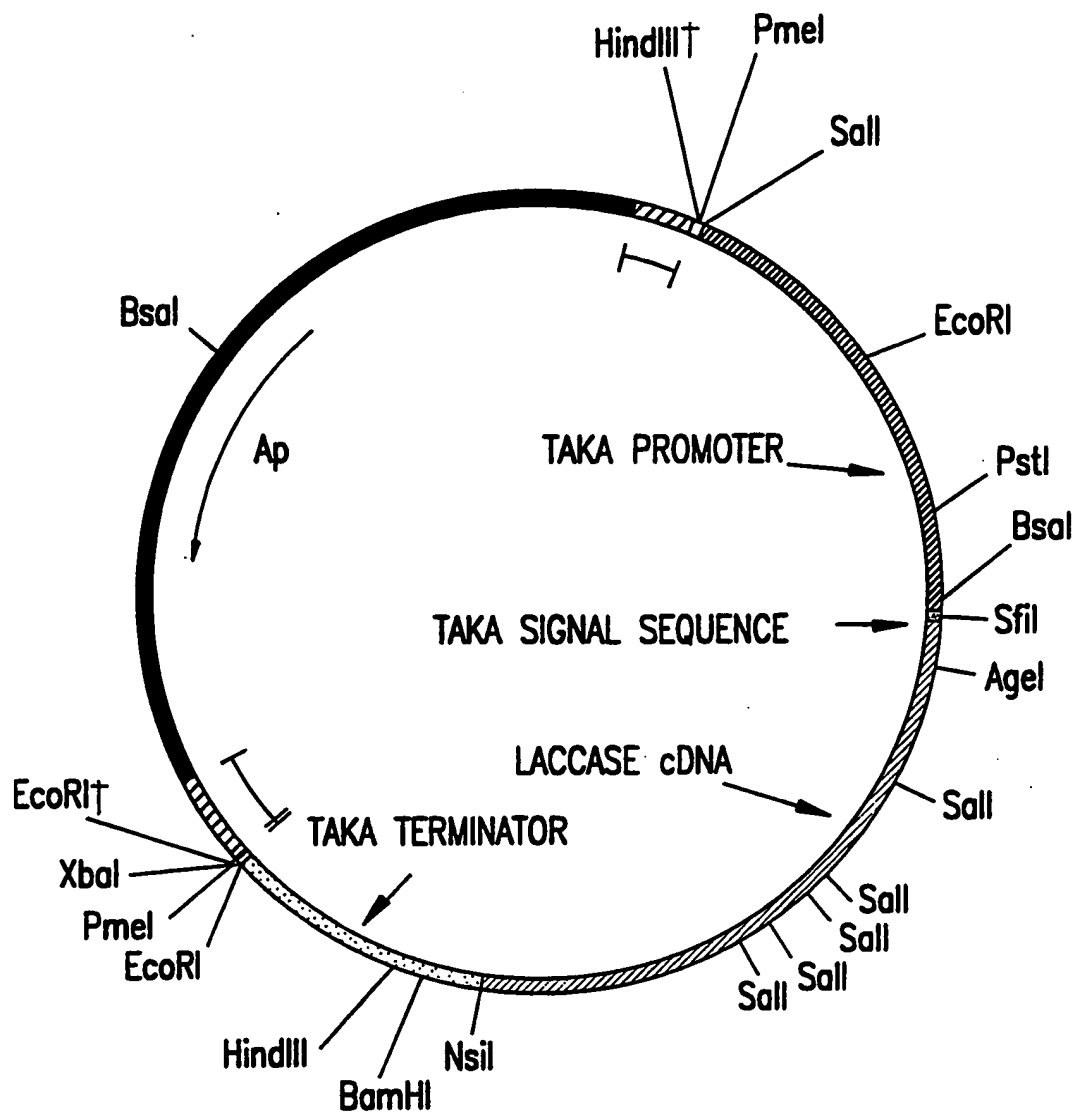 HindIII†
PmeI
SalI
BsaI
EcoRI
Ap
TAKA PROMOTER
PstI
BsaI
TAKA SIGNAL SEQUENCE
SfiI
AgeI
LACCASE cDNA
SalI
EcoRI†
TAKA TERMINATOR
XbaI
PmeI
EcoRI
SalI
SalI
SalI
SalI
HindIII
NsiI
BamHI